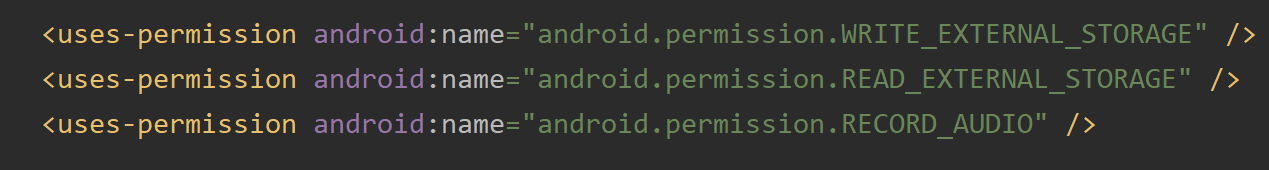 <uses-permission android:name="android.permission.WRITE_EXTERNAL_STORAGE" />
<uses-permission android:name="android.permission.READ_EXTERNAL_STORAGE" />
<uses-permission android:name="android.permission.RECORD_AUDIO" />